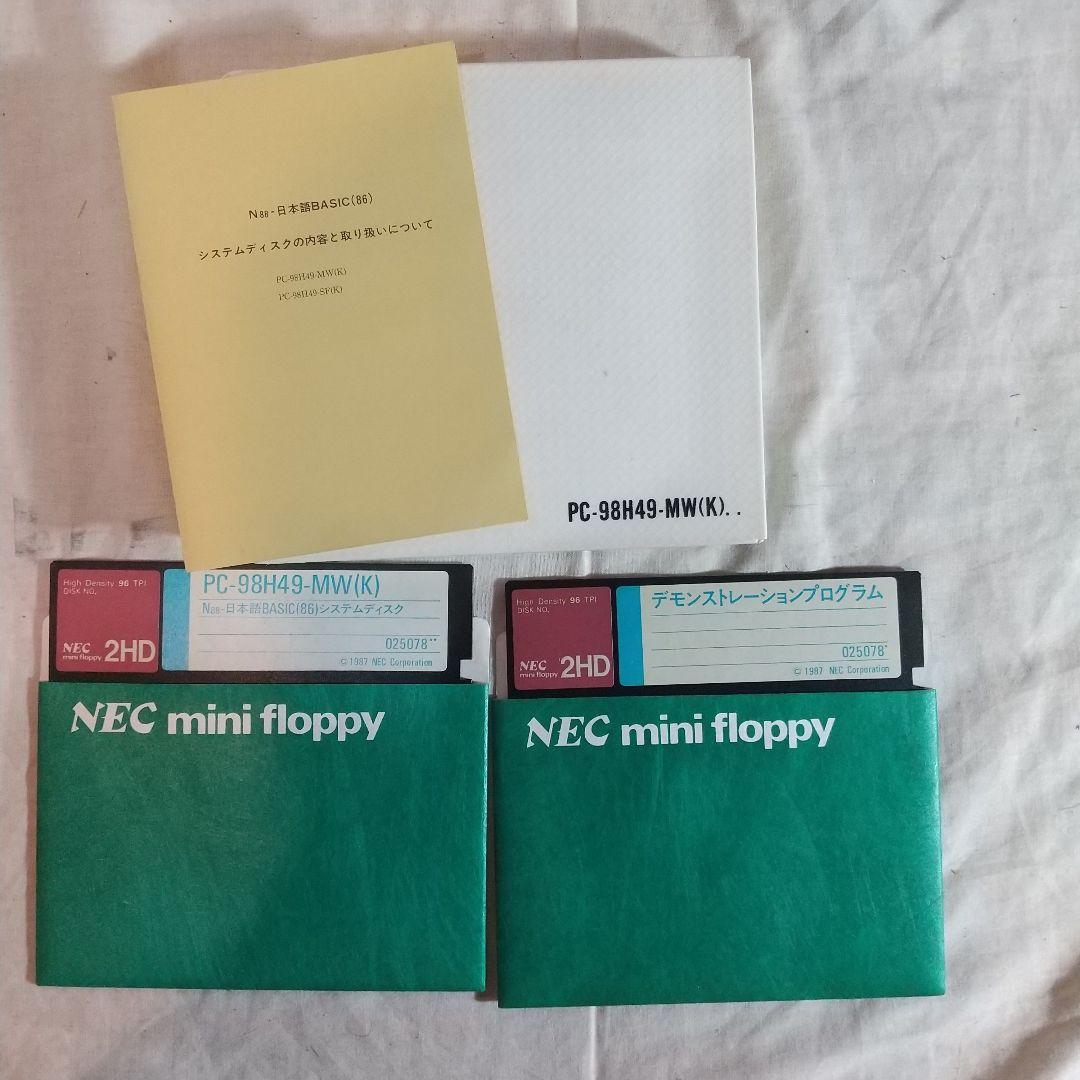 N88-日本語BASIC(86)
システムディスクの内容と取り扱いについて
PC-98H49-MW(K)
PC-98H49-SF(K)
PC-98H49-MW(K)..
High Density 96 TPI
DISK NO.
NEC
mini floppy 2HD
PC-98H49-MW(K)
N88-日本語BASIC(86)システムディスク
025078**
© 1987 NEC Corporation
NEC mini floppy
High Density 96 TPI
DISK NO.
NEC
mini floppy 2HD
デモンストレーションプログラム
025078*
© 1987 NEC Corporation
NEC mini floppy